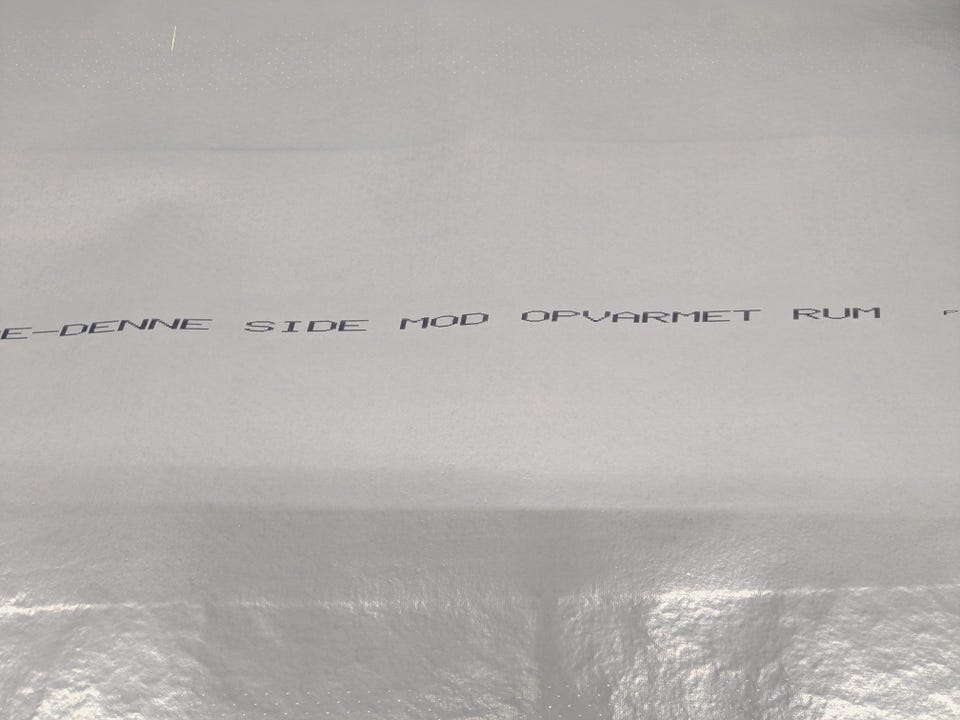 E-DENNE SIDE MOD OPVARMET RUM